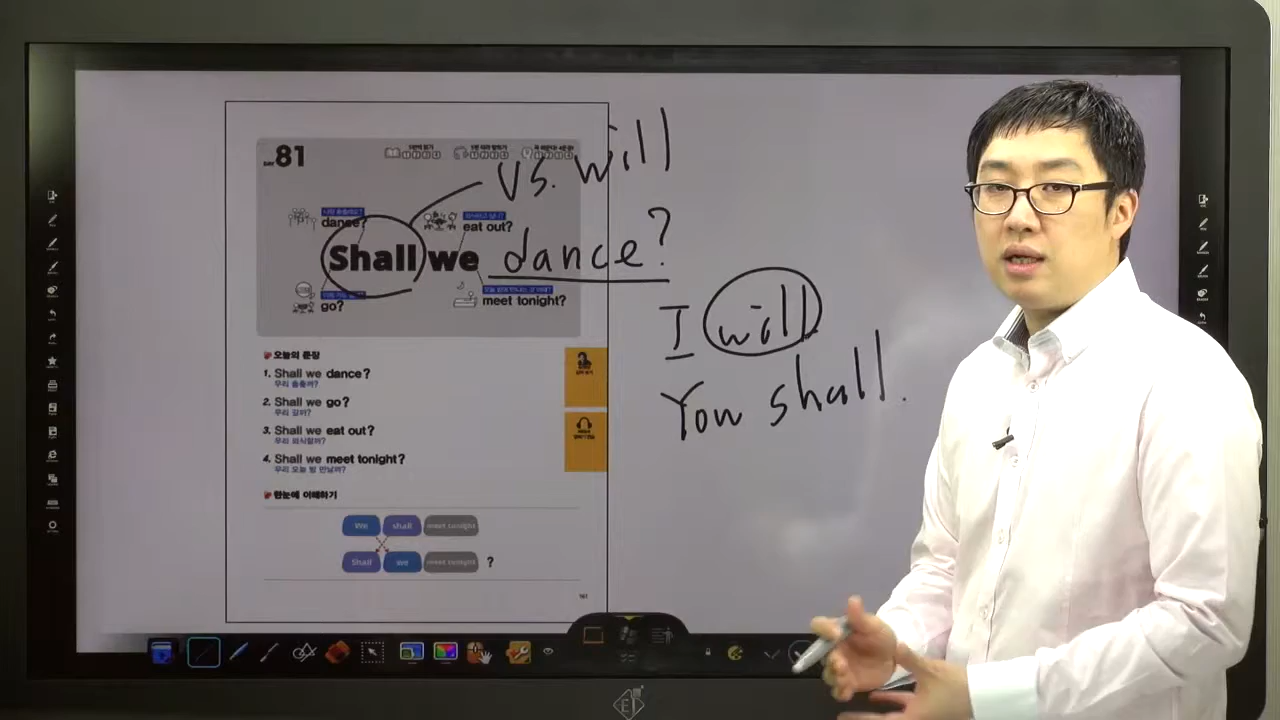 DAY 81
vs. will
dance?
eat out?
Shall we dance?
go?
meet tonight?
I will
You shall.
오늘의 문장
1. Shall we dance?
우리 춤출까?
2. Shall we go?
우리 갈까?
3. Shall we eat out?
우리 외식할까?
4. Shall we meet tonight?
우리 오늘 밤 만날까?
한눈에 이해하기
We shall meet tonight
Shall we meet tonight ?
161